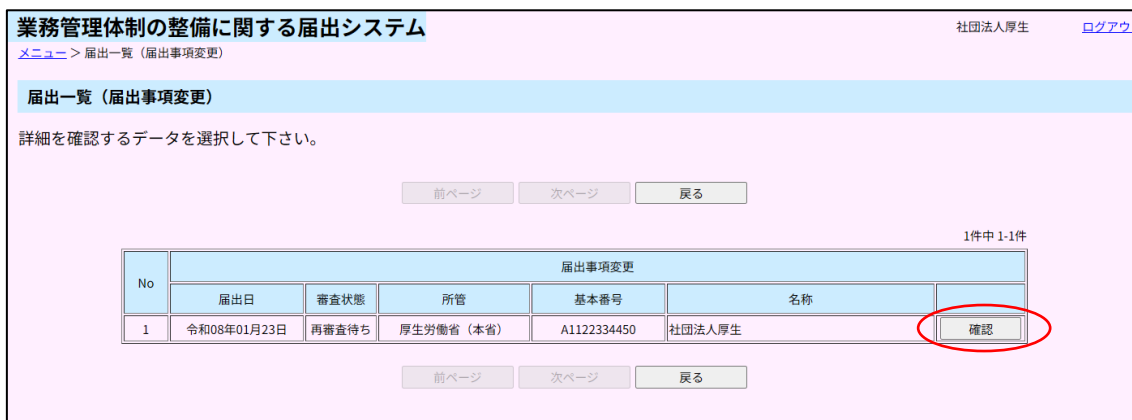 業務管理体制の整備に関する届出システム
社団法人厚生 ログアウ
メニュー > 届出一覧（届出事項変更）
届出一覧（届出事項変更）
詳細を確認するデータを選択して下さい。
前ページ 次ページ 戻る
1件中 1-1件
No 届出事項変更
届出日 審査状態 所管 基本番号 名称
1 令和08年01月23日 再審査待ち 厚生労働省（本省） A1122334450 社団法人厚生 確認
前ページ 次ページ 戻る